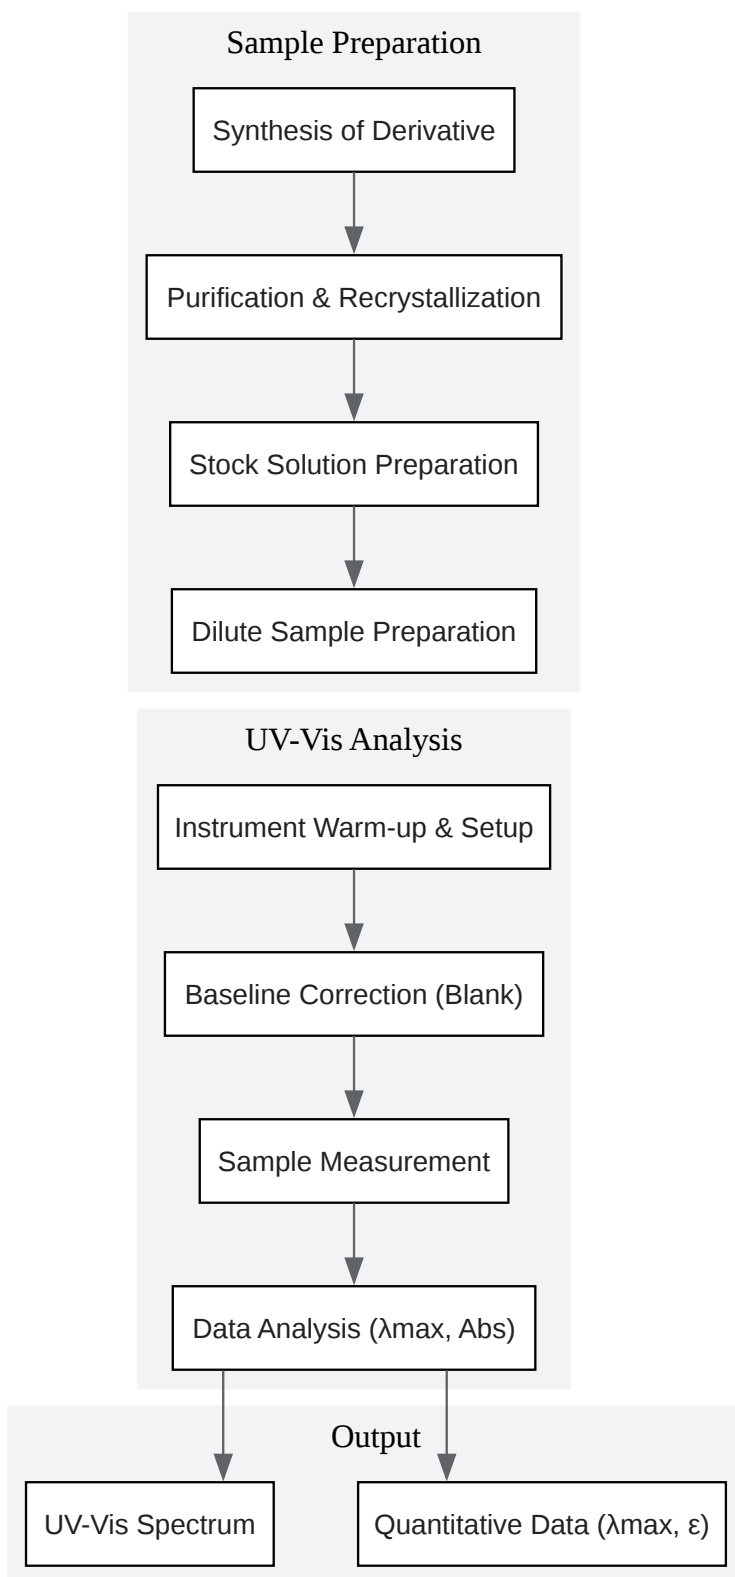 Sample Preparation
Synthesis of Derivative
Purification & Recrystallization
Stock Solution Preparation
Dilute Sample Preparation
UV-Vis Analysis
Instrument Warm-up & Setup
Baseline Correction (Blank)
Sample Measurement
Data Analysis (λmax, Abs)
Output
UV-Vis Spectrum
Quantitative Data (λmax, ε)